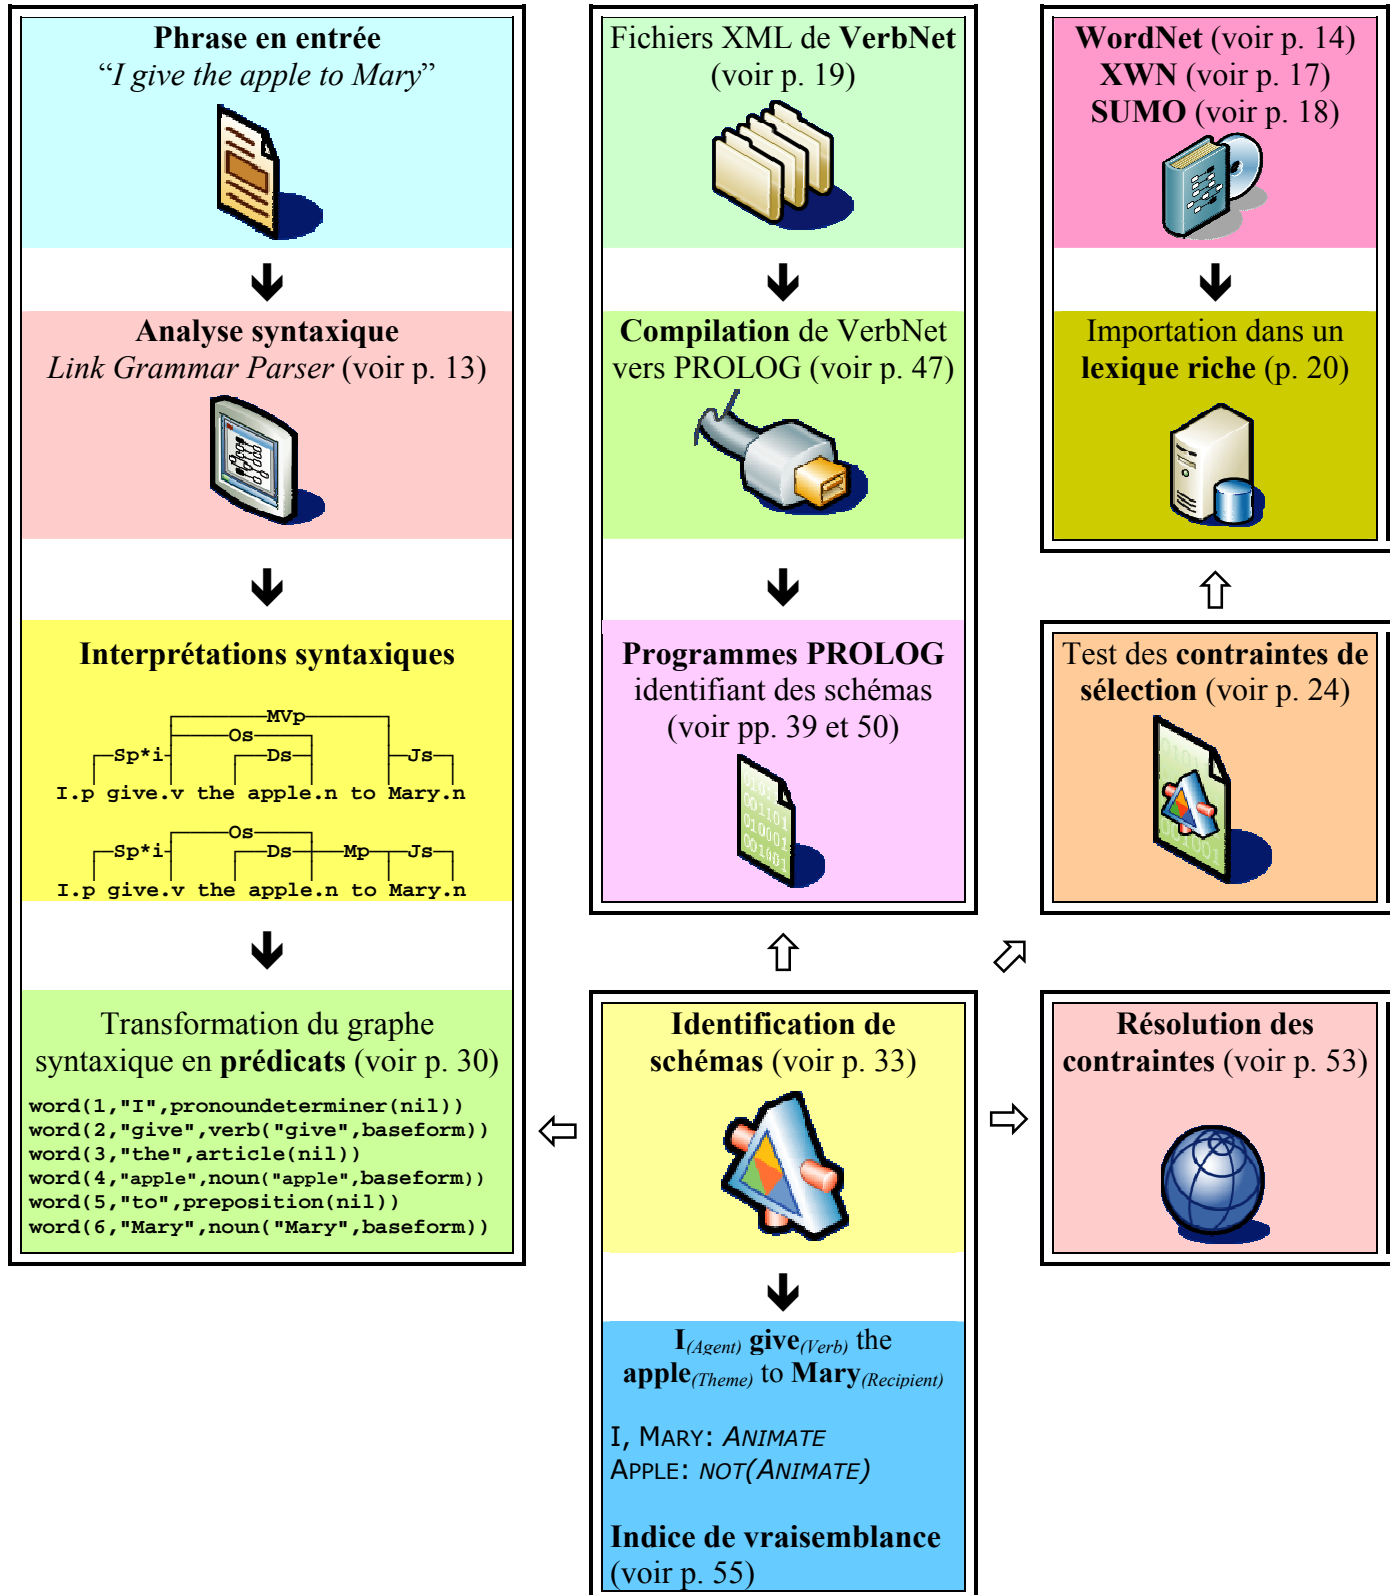 Phrase en entrée
“I give the apple to Mary”
Analyse syntaxique
Link Grammar Parser (voir p. 13)
Interprétations syntaxiques
MVp
Os
Sp*i Ds Js
I.p give.v the apple.n to Mary.n
Os
Sp*i Ds Mp Js
I.p give.v the apple.n to Mary.n
Transformation du graphe
syntaxique en prédicats (voir p. 30)
word(1,"I",pronoundeterminer(nil))
word(2,"give",verb("give",baseform))
word(3,"the",article(nil))
word(4,"apple",noun("apple",baseform))
word(5,"to",preposition(nil))
word(6,"Mary",noun("Mary",baseform))
Fichiers XML de VerbNet
(voir p. 19)
Compilation de VerbNet
vers PROLOG (voir p. 47)
Programmes PROLOG
identifiant des schémas
(voir pp. 39 et 50)
0101
001101
010001
001001
Identification de
schémas (voir p. 33)
I(Agent) give(Verb) the
apple(Theme) to Mary(Recipient)
I, MARY: ANIMATE
APPLE: NOT(ANIMATE)
Indice de vraisemblance
(voir p. 55)
WordNet (voir p. 14)
XWN (voir p. 17)
SUMO (voir p. 18)
Importation dans un
lexique riche (p. 20)
Test des contraintes de
sélection (voir p. 24)
Résolution des
contraintes (voir p. 53)